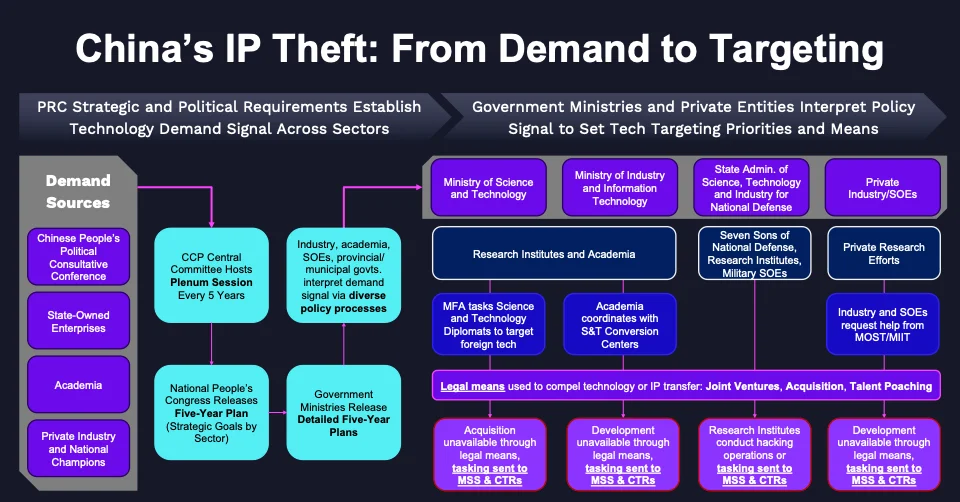 China's IP Theft: From Demand to Targeting
PRC Strategic and Political Requirements Establish
Technology Demand Signal Across Sectors
Government Ministries and Private Entities Interpret Policy
Signal to Set Tech Targeting Priorities and Means
Demand
Sources
Chinese People's
Political
Consultative
Conference
State-Owned
Enterprises
Academia
Private Industry
and National
Champions
CCP Central
Committee Hosts
Plenum Session
Every 5 Years
National People's
Congress Releases
Five-Year Plan
(Strategic Goals by
Sector)
Government
Ministries Release
Detailed Five-Year
Plans
Industry, academia,
SOEs, provincial/
municipal govts.
interpret demand
signal via diverse
policy processes
Ministry of Science
and Technology
Ministry of Industry
and Information
Technology
State Admin. of
Science, Technology
and Industry for
National Defense
Private
Industry/SOEs
Research Institutes and Academia
Seven Sons of
National Defense,
Research Institutes,
Military SOEs
Private Research
Efforts
MFA tasks Science
and Technology
Diplomats to target
foreign tech
Academia
coordinates with
S&T Conversion
Centers
Industry and SOEs
request help from
MOST/MIIT
Legal means used to compel technology or IP transfer: Joint Ventures, Acquisition, Talent Poaching
Acquisition
unavailable through
legal means,
tasking sent to
MSS & CTRs
Development
unavailable through
legal means,
tasking sent to
MSS & CTRs
Research Institutes
conduct hacking
operations or
tasking sent to
MSS & CTRs
Development
unavailable through
legal means,
tasking sent to
MSS & CTRs